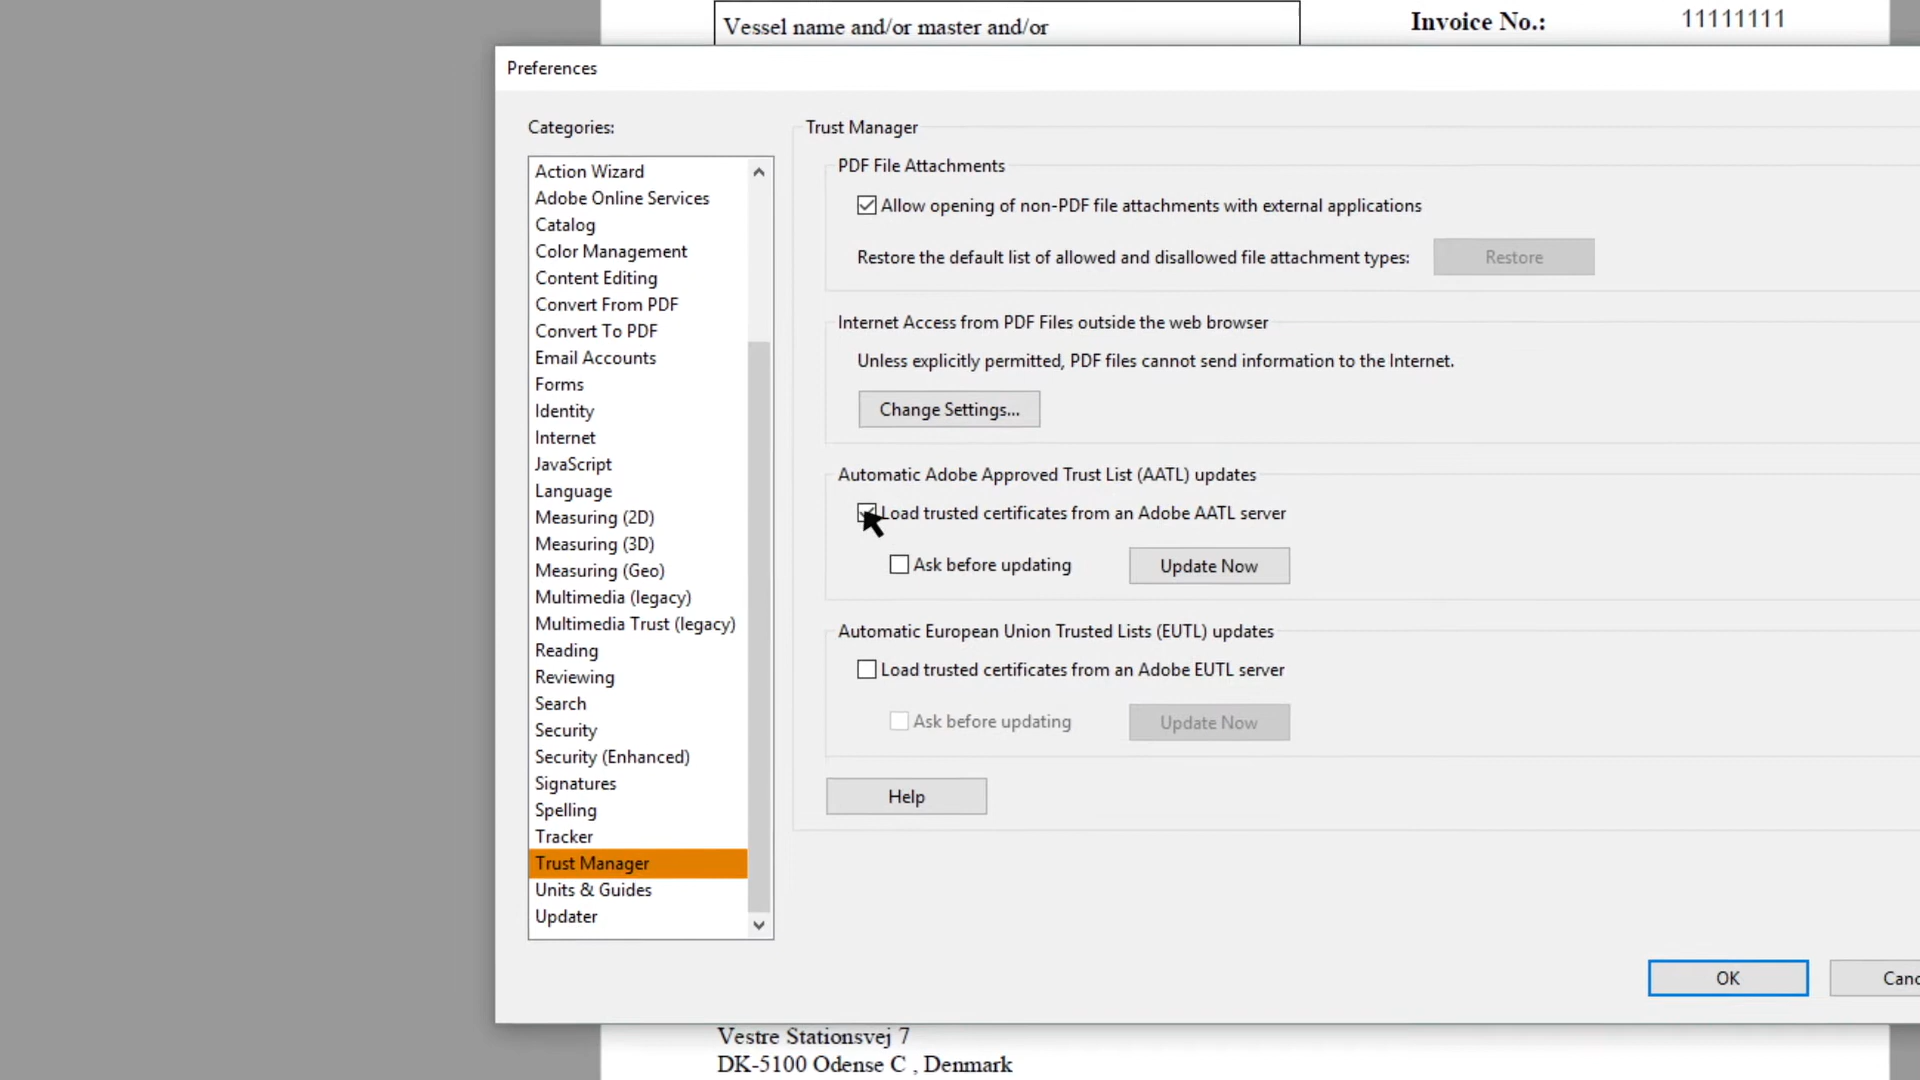 Vessel name and/or master and/or
Invoice No.: 11111111
Preferences
Categories:
Action Wizard
Adobe Online Services
Catalog
Color Management
Content Editing
Convert From PDF
Convert To PDF
Email Accounts
Forms
Identity
Internet
JavaScript
Language
Measuring (2D)
Measuring (3D)
Measuring (Geo)
Multimedia (legacy)
Multimedia Trust (legacy)
Reading
Reviewing
Search
Security
Security (Enhanced)
Signatures
Spelling
Tracker
Trust Manager
Units & Guides
Updater
Trust Manager
PDF File Attachments
Allow opening of non-PDF file attachments with external applications
Restore the default list of allowed and disallowed file attachment types: Restore
Internet Access from PDF Files outside the web browser
Unless explicitly permitted, PDF files cannot send information to the Internet.
Change Settings...
Automatic Adobe Approved Trust List (AATL) updates
Load trusted certificates from an Adobe AATL server
Ask before updating Update Now
Automatic European Union Trusted Lists (EUTL) updates
Load trusted certificates from an Adobe EUTL server
Ask before updating Update Now
Help
OK Canc
Vestre Stationsvej 7
DK-5100 Odense C , Denmark